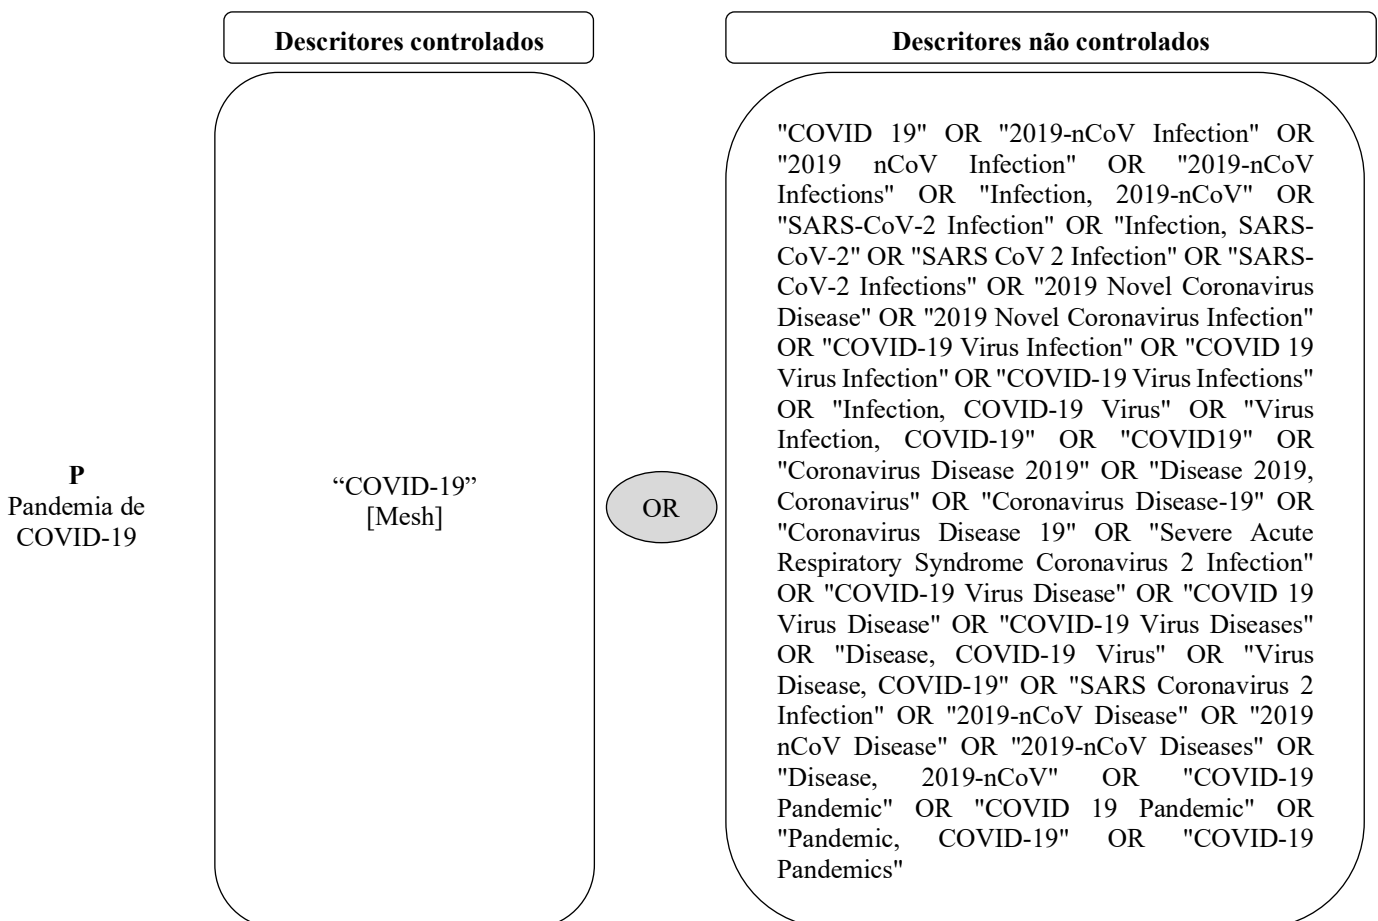 Descritores controlados
Descritores não controlados
P
Pandemia de
COVID-19
“COVID-19”
[Mesh]
OR
"COVID 19" OR "2019-nCoV Infection" OR
"2019 nCoV Infection" OR "2019-nCoV
Infections" OR "Infection, 2019-nCoV" OR
"SARS-CoV-2 Infection" OR "Infection, SARS-
CoV-2" OR "SARS CoV 2 Infection" OR "SARS-
CoV-2 Infections" OR "2019 Novel Coronavirus
Disease" OR "2019 Novel Coronavirus Infection"
OR "COVID-19 Virus Infection" OR "COVID 19
Virus Infection" OR "COVID-19 Virus Infections"
OR "Infection, COVID-19 Virus" OR "Virus
Infection, COVID-19" OR "COVID19" OR
"Coronavirus Disease 2019" OR "Disease 2019,
Coronavirus" OR "Coronavirus Disease-19" OR
"Coronavirus Disease 19" OR "Severe Acute
Respiratory Syndrome Coronavirus 2 Infection"
OR "COVID-19 Virus Disease" OR "COVID 19
Virus Disease" OR "COVID-19 Virus Diseases"
OR "Disease, COVID-19 Virus" OR "Virus
Disease, COVID-19" OR "SARS Coronavirus 2
Infection" OR "2019-nCoV Disease" OR "2019
nCoV Disease" OR "2019-nCoV Diseases" OR
"Disease, 2019-nCoV" OR "COVID-19
Pandemic" OR "COVID 19 Pandemic" OR
"Pandemic, COVID-19" OR "COVID-19
Pandemics"